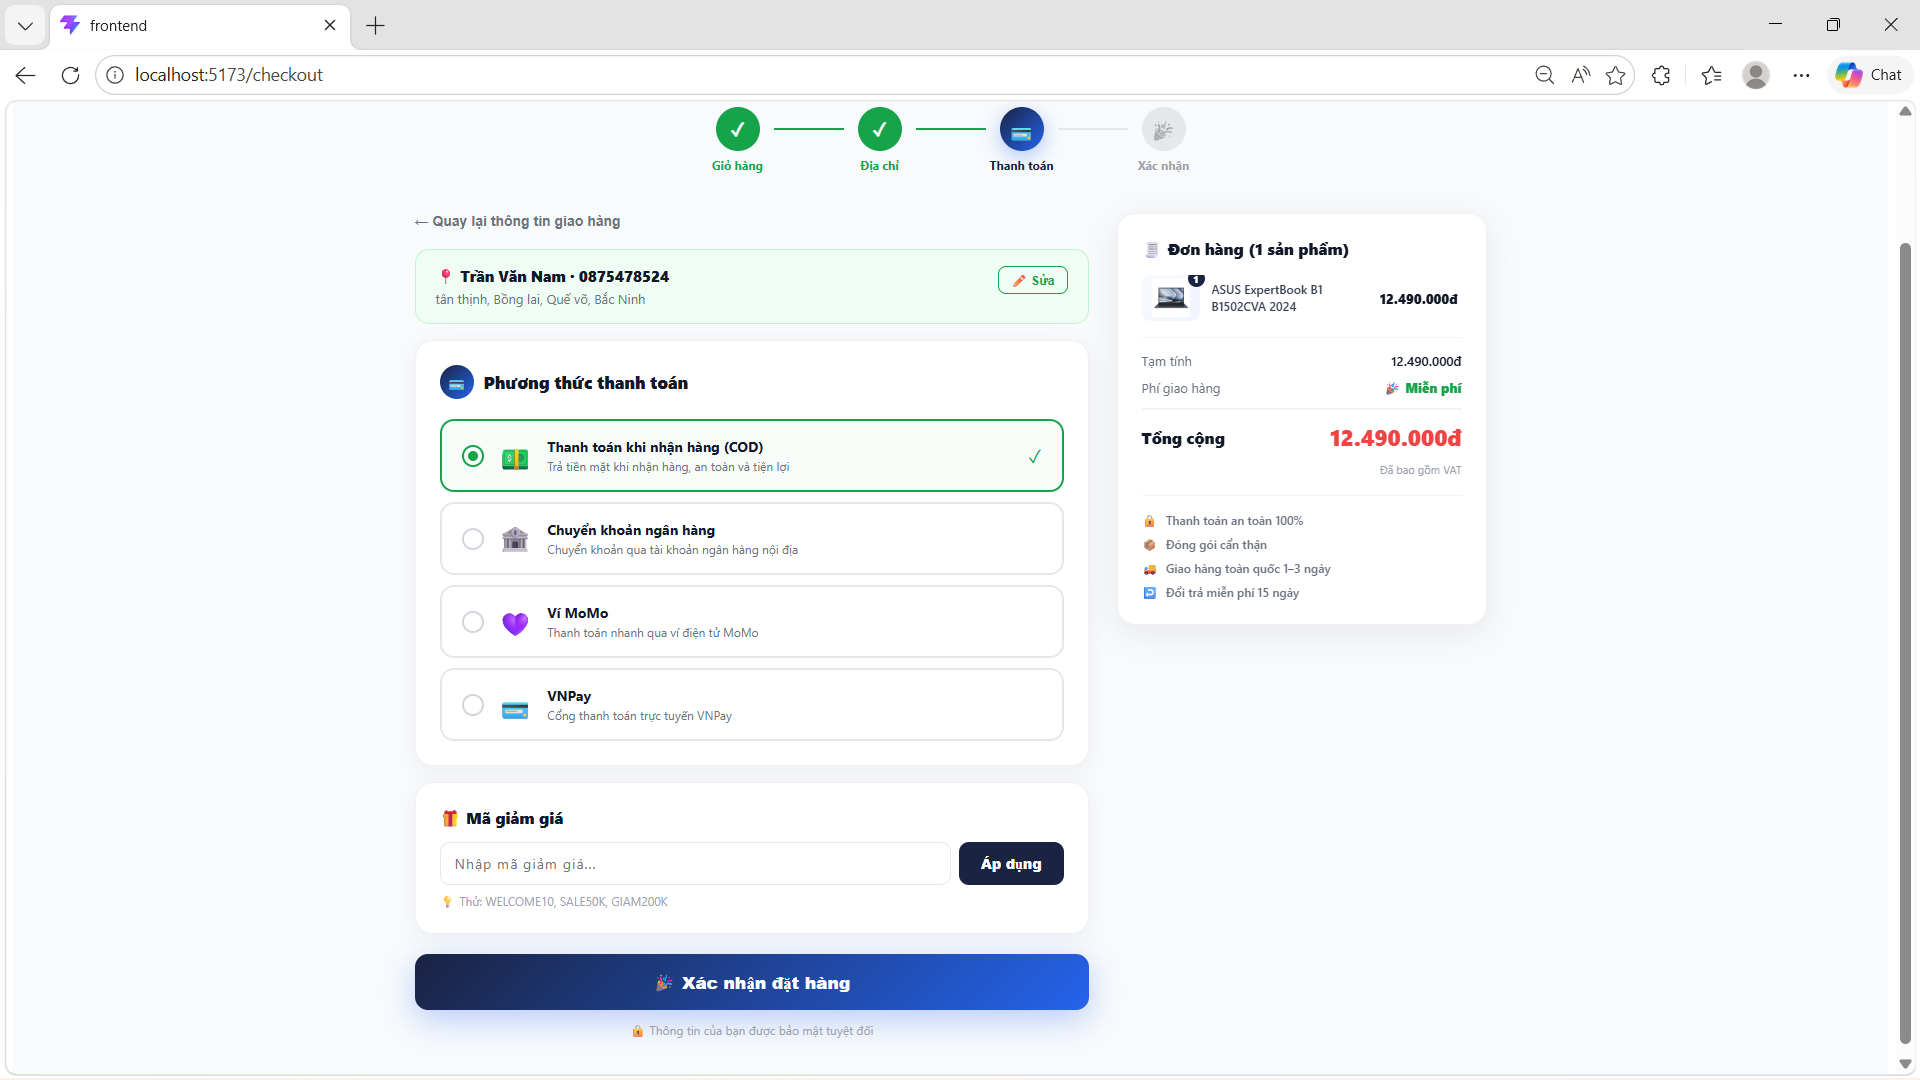 frontend
localhost:5173/checkout
Chat
Giỏ hàng
Địa chỉ
Thanh toán
Xác nhận
← Quay lại thông tin giao hàng
Trần Văn Nam · 0875478524
Sửa
tân thịnh, Bồng lai, Quế võ, Bắc Ninh
Phương thức thanh toán
Thanh toán khi nhận hàng (COD)
Trả tiền mặt khi nhận hàng, an toàn và tiện lợi
Chuyển khoản ngân hàng
Chuyển khoản qua tài khoản ngân hàng nội địa
Ví MoMo
Thanh toán nhanh qua ví điện tử MoMo
VNPay
Cổng thanh toán trực tuyến VNPay
Mã giảm giá
Nhập mã giảm giá...
Áp dụng
Thử: WELCOME10, SALE50K, GIAM200K
Xác nhận đặt hàng
Thông tin của bạn được bảo mật tuyệt đối
Đơn hàng (1 sản phẩm)
1
ASUS ExpertBook B1
B1502CVA 2024
12.490.000đ
Tạm tính 12.490.000đ
Phí giao hàng Miễn phí
Tổng cộng 12.490.000đ
Đã bao gồm VAT
Thanh toán an toàn 100%
Đóng gói cẩn thận
Giao hàng toàn quốc 1–3 ngày
Đổi trả miễn phí 15 ngày